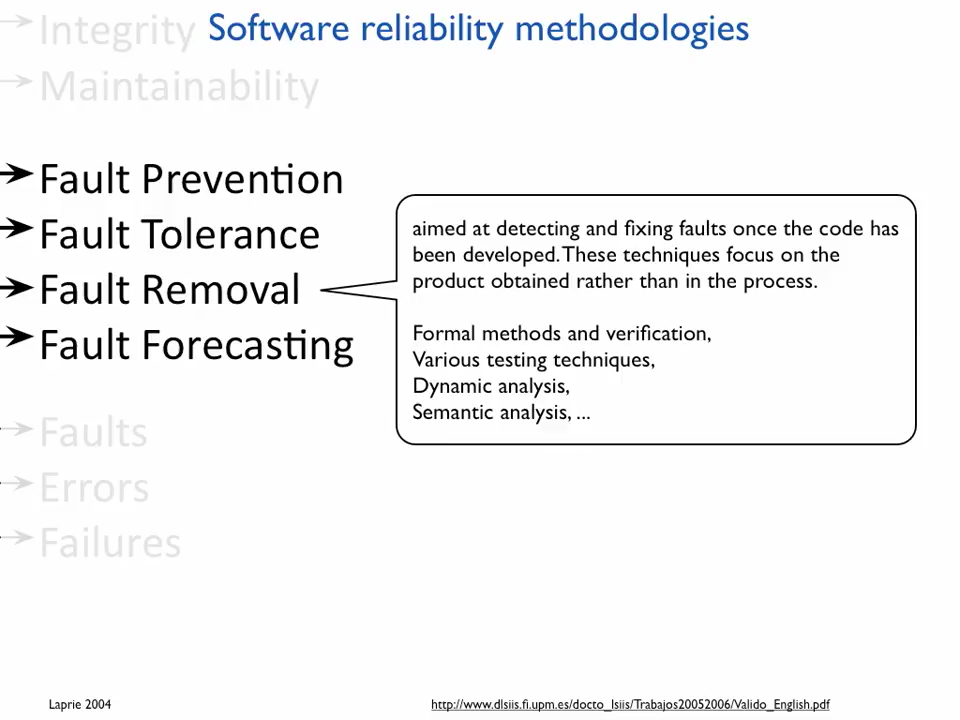 Software reliability methodologies
Integrity
Maintainability
Fault Prevention
Fault Tolerance
Fault Removal
Fault Forecasting
aimed at detecting and fixing faults once the code has
been developed. These techniques focus on the
product obtained rather than in the process.
Formal methods and verification,
Various testing techniques,
Dynamic analysis,
Semantic analysis, ...
Faults
Errors
Failures
Laprie 2004
http://www.dlsiis.fi.upm.es/docto_lsiis/Trabajos20052006/Valido_English.pdf